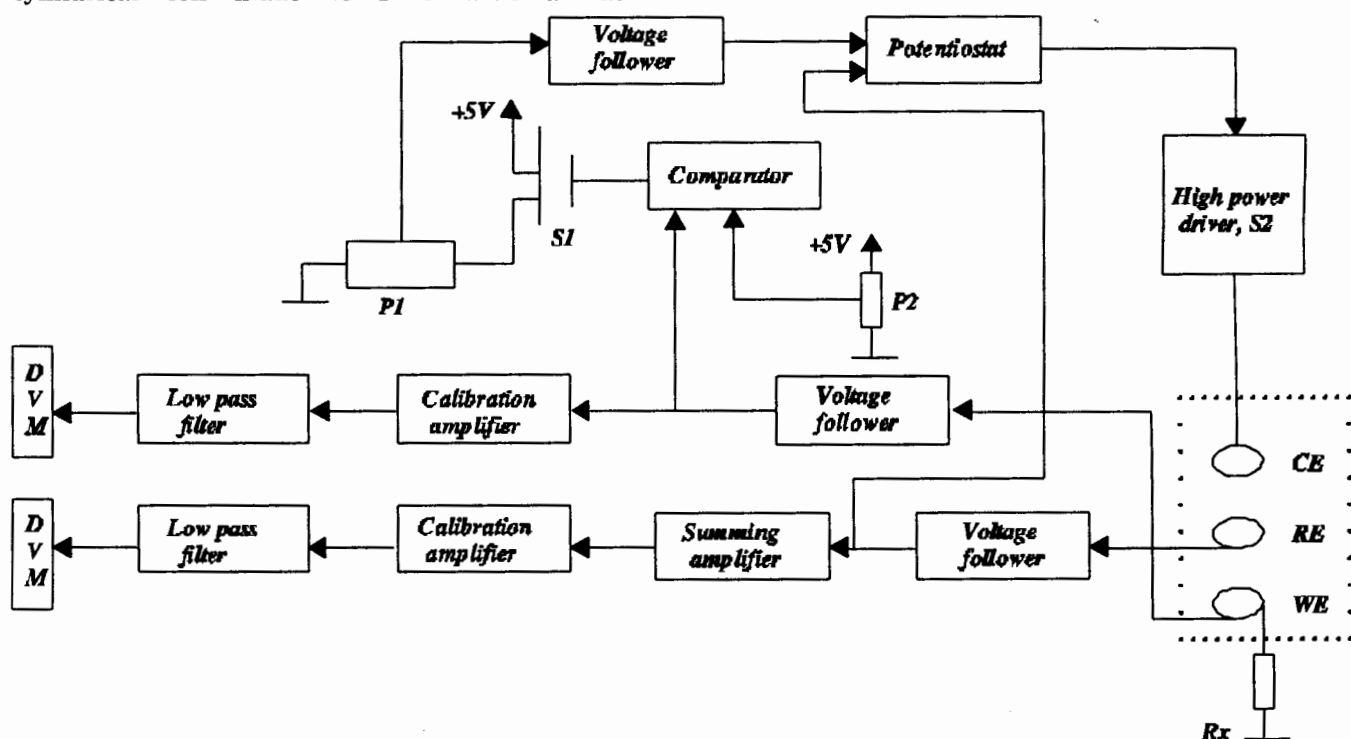 Voltage
follower
Potentiostat
+5V
Comparator
High power
driver, S2
S1
+5V
P1
P2
D
V
M
Low pass
filter
Calibration
amplifier
Voltage
follower
CE
D
V
M
Low pass
filter
Calibration
amplifier
Summing
amplifier
Voltage
follower
RE
WE
Rx